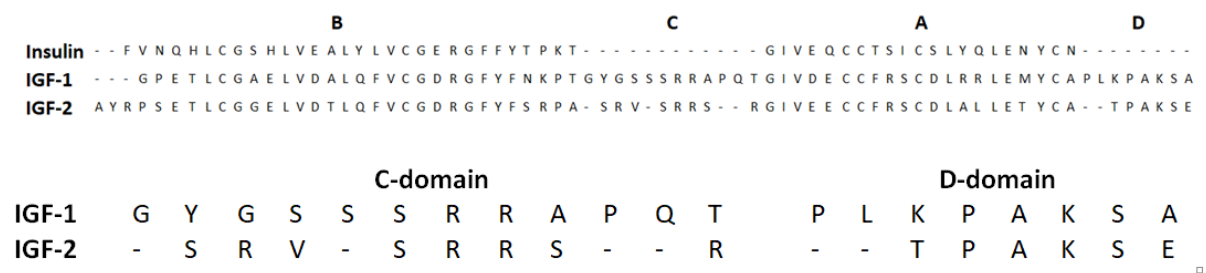 B C A D
Insulin - - F V N Q H L C G S H L V E A L Y L V C G E R G F F Y T P K T - - - - - - - - - - - - G I V E Q C C T S I C S L Y Q L E N Y C N - - - - - - - -
IGF-1 - - - G P E T L C G A E L V D A L Q F V C G D R G F Y F N K P T G Y G S S S R R A P Q T G I V D E C C F R S C D L R R L E M Y C A P L K P A K S A
IGF-2 A Y R P S E T L C G G E L V D T L Q F V C G D R G F Y F S R P A - S R V - S R R S - - R G I V E E C C F R S C D L A L L E T Y C A - - T P A K S E
C-domain D-domain
IGF-1 G Y G S S S R R A P Q T P L K P A K S A
IGF-2 - S R V - S R R S - - R - - T P A K S E